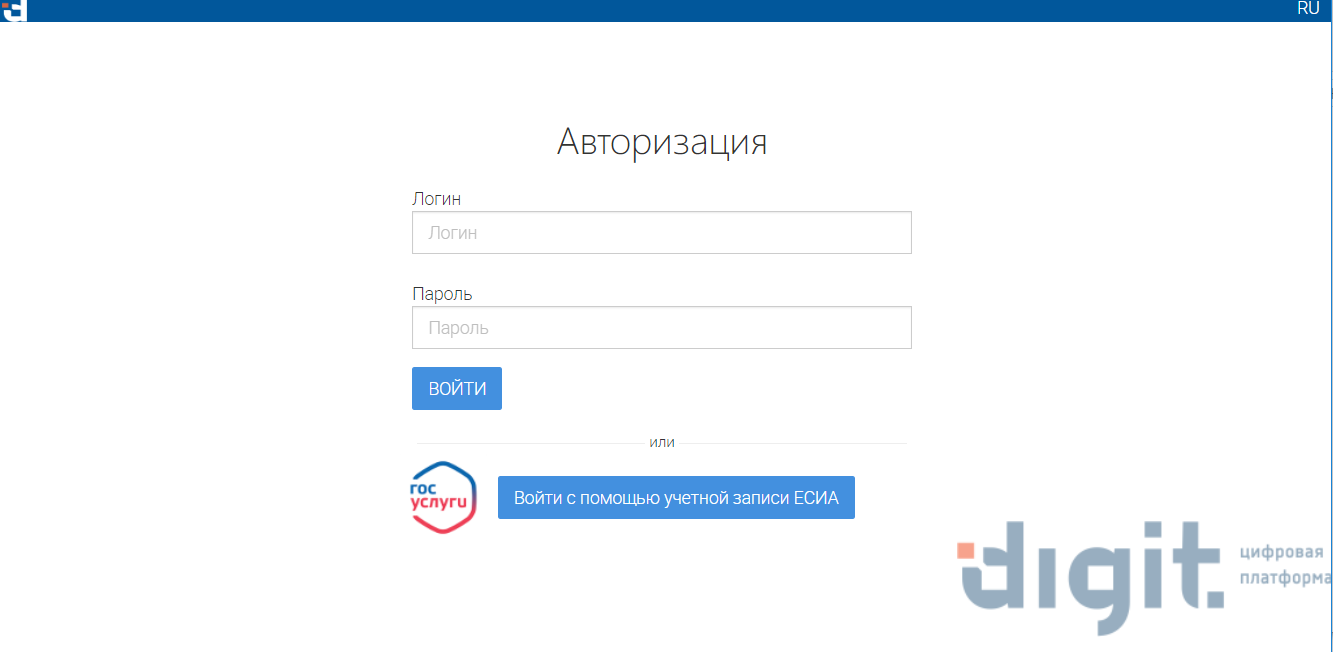 RU
Авторизация
Логин
Логин
Пароль
Пароль
ВОЙТИ
или
гос
услуги
Войти с помощью учетной записи ЕСИА
digit.
цифровая
платформа